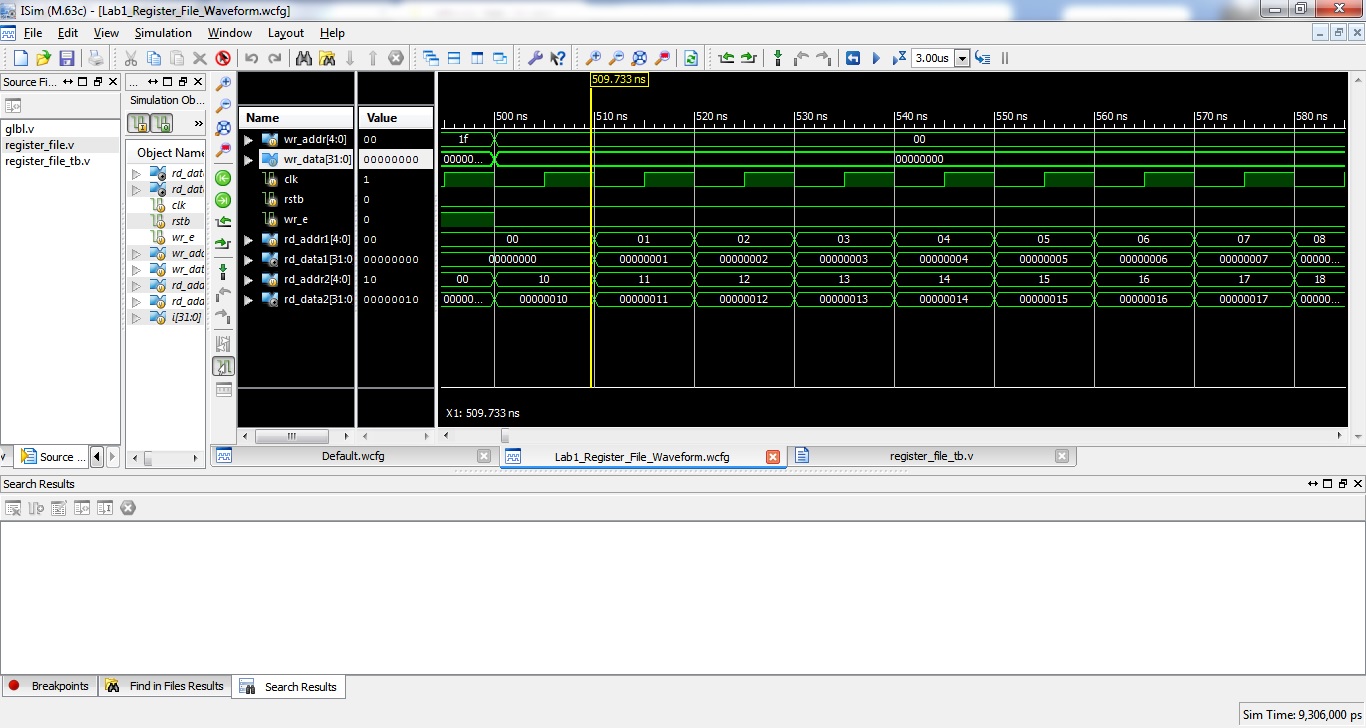 ISim (M.63c) - [Lab1_Register_File_Waveform.wcfg]
File Edit View Simulation Window Layout Help
3.00us
Source Fi...
Simulation Ob...
glbl.v
register_file.v
register_file_tb.v
Object Name
rd_dat
rd_dat
clk
rstb
wr_e
wr_ad
wr_dat
rd_ad
rd_ad
i[31:0]
Source ...
509.733 ns
Name Value
500 ns 510 ns 520 ns 530 ns 540 ns 550 ns 560 ns 570 ns 580 ns
wr_addr[4:0] 00 1f 00
wr_data[31:0] 00000000 00000... 00000000
clk 1
rstb 0
wr_e 0
rd_addr1[4:0] 00 00 01 02 03 04 05 06 07 08
rd_data1[31:0 00000000 00000000 00000001 00000002 00000003 00000004 00000005 00000006 00000007 00000...
rd_addr2[4:0] 10 00 10 11 12 13 14 15 16 17 18
rd_data2[31:0 00000010 00000... 00000010 00000011 00000012 00000013 00000014 00000015 00000016 00000017 00000...
X1: 509.733 ns
Default.wcfg Lab1_Register_File_Waveform.wcfg register_file_tb.v
Search Results
Breakpoints Find in Files Results Search Results
Sim Time: 9,306,000 ps